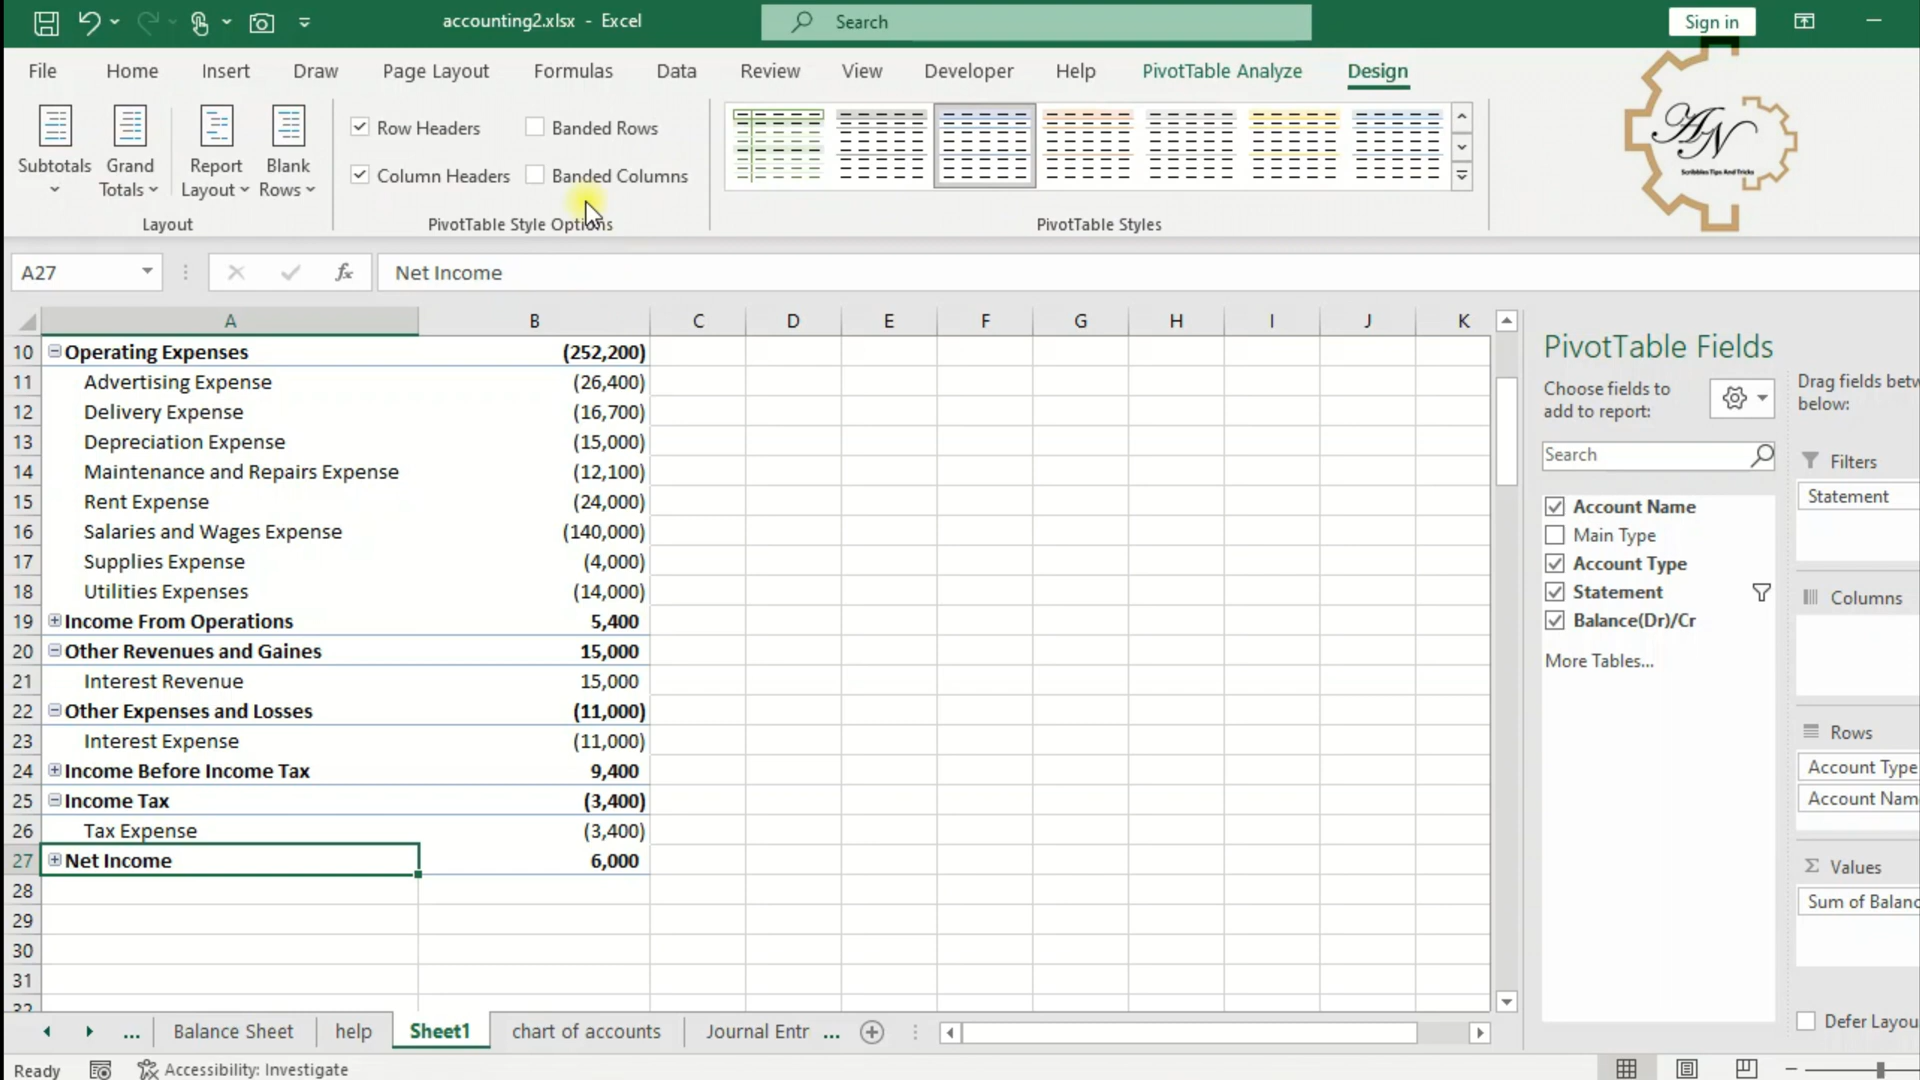 accounting2.xlsx - Excel
Search
Sign in
File Home Insert Draw Page Layout Formulas Data Review View Developer Help PivotTable Analyze Design
Subtotals
Grand Totals
Report Layout
Blank Rows
Layout
Row Headers
Banded Rows
Column Headers
Banded Columns
PivotTable Style Options
PivotTable Styles
AN
Scribbles Tips And Tricks
A27 fx Net Income
A B C D E F G H I J K
10 Operating Expenses (252,200)
11 Advertising Expense (26,400)
12 Delivery Expense (16,700)
13 Depreciation Expense (15,000)
14 Maintenance and Repairs Expense (12,100)
15 Rent Expense (24,000)
16 Salaries and Wages Expense (140,000)
17 Supplies Expense (4,000)
18 Utilities Expenses (14,000)
19 Income From Operations 5,400
20 Other Revenues and Gaines 15,000
21 Interest Revenue 15,000
22 Other Expenses and Losses (11,000)
23 Interest Expense (11,000)
24 Income Before Income Tax 9,400
25 Income Tax (3,400)
26 Tax Expense (3,400)
27 Net Income 6,000
28
29
30
31
32
PivotTable Fields
Choose fields to
add to report:
Search
Account Name
Main Type
Account Type
Statement
Balance(Dr)/Cr
More Tables...
Drag fields betw
below:
Filters
Statement
Columns
Rows
Account Type
Account Nam
Σ Values
Sum of Balanc
Defer Layou
... Balance Sheet help Sheet1 chart of accounts Journal Entr ...
Ready Accessibility: Investigate